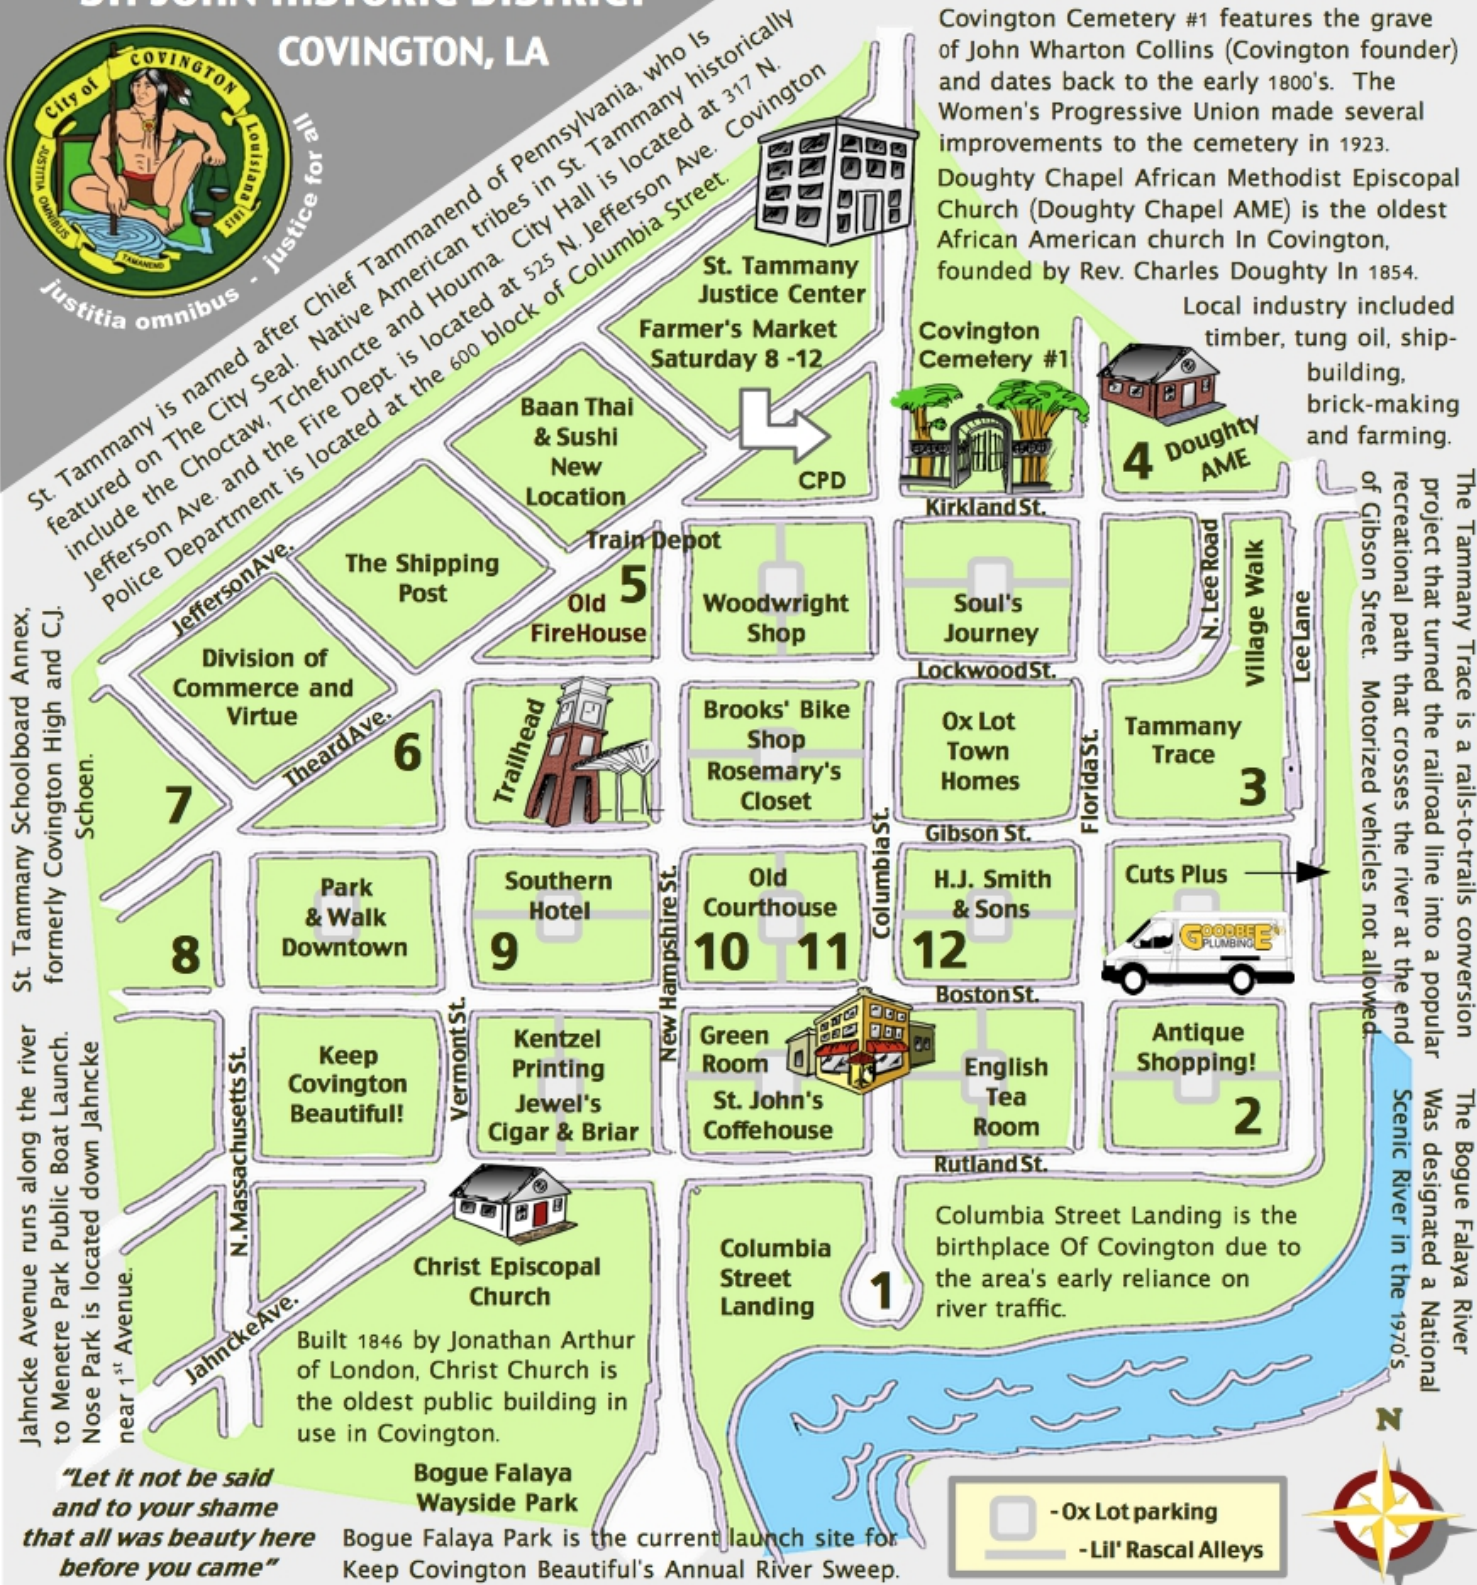 ST. JOHN HISTORIC DISTRICT
COVINGTON, LA
City of COVINGTON Louisiana 1813
JUSTITIA OMNIBUS
TAMANEND
justitia omnibus - justice for all
St. Tammany is named after Chief Tammanend of Pennsylvania, who Is
featured on The City Seal. Native American tribes in St. Tammany historically
include the Choctaw, Tchefuncte and Houma. City Hall is located at 317 N.
Jefferson Ave. and the Fire Dept. is located at 525 N. Jefferson Ave. Covington
Police Department is located at the 600 block of Columbia Street.
Covington Cemetery #1 features the grave
of John Wharton Collins (Covington founder)
and dates back to the early 1800's. The
Women's Progressive Union made several
improvements to the cemetery in 1923.
Doughty Chapel African Methodist Episcopal
Church (Doughty Chapel AME) is the oldest
African American church In Covington,
founded by Rev. Charles Doughty In 1854.
Local industry included
timber, tung oil, ship-
building,
brick-making
and farming.
St. Tammany
Justice Center
Farmer's Market
Saturday 8 -12
Covington
Cemetery #1
Baan Thai
& Sushi
New
Location
CPD
4 Doughty
AME
Kirkland St.
Jefferson Ave.
The Shipping
Post
Train Depot
5
Old
FireHouse
Woodwright
Shop
Soul's
Journey
N. Lee Road
Village Walk
Lee Lane
Lockwood St.
Division of
Commerce and
Virtue
Theard Ave.
6
7
Trailhead
Brooks' Bike
Shop
Rosemary's
Closet
Ox Lot
Town
Homes
Florida St.
Tammany
Trace
3
Gibson St.
Columbia St.
Park
& Walk
Downtown
8
Southern
Hotel
9
New Hampshire St.
Old
Courthouse
10 11
H.J. Smith
& Sons
12
Cuts Plus
GOODBEE
PLUMBING
Boston St.
Keep
Covington
Beautiful!
Vermont St.
N. Massachusetts St.
Kentzel
Printing
Jewel's
Cigar & Briar
Green
Room
St. John's
Coffehouse
English
Tea
Room
Antique
Shopping!
2
Rutland St.
Christ Episcopal
Church
Jahncke Ave.
Built 1846 by Jonathan Arthur
of London, Christ Church is
the oldest public building in
use in Covington.
Columbia
Street
Landing
1
Columbia Street Landing is the
birthplace Of Covington due to
the area's early reliance on
river traffic.
Bogue Falaya
Wayside Park
Bogue Falaya Park is the current launch site for
Keep Covington Beautiful's Annual River Sweep.
"Let it not be said
and to your shame
that all was beauty here
before you came"
St. Tammany Schoolboard Annex,
formerly Covington High and C.J.
Schoen.
Jahncke Avenue runs along the river
to Menetre Park Public Boat Launch.
Nose Park is located down Jahncke
near 1st Avenue.
The Tammany Trace is a rails-to-trails conversion
project that turned the railroad line into a popular
recreational path that crosses the river at the end
of Gibson Street. Motorized vehicles not allowed.
The Bogue Falaya River
Was designated a National
Scenic River in the 1970's
N
- Ox Lot parking
- Lil' Rascal Alleys